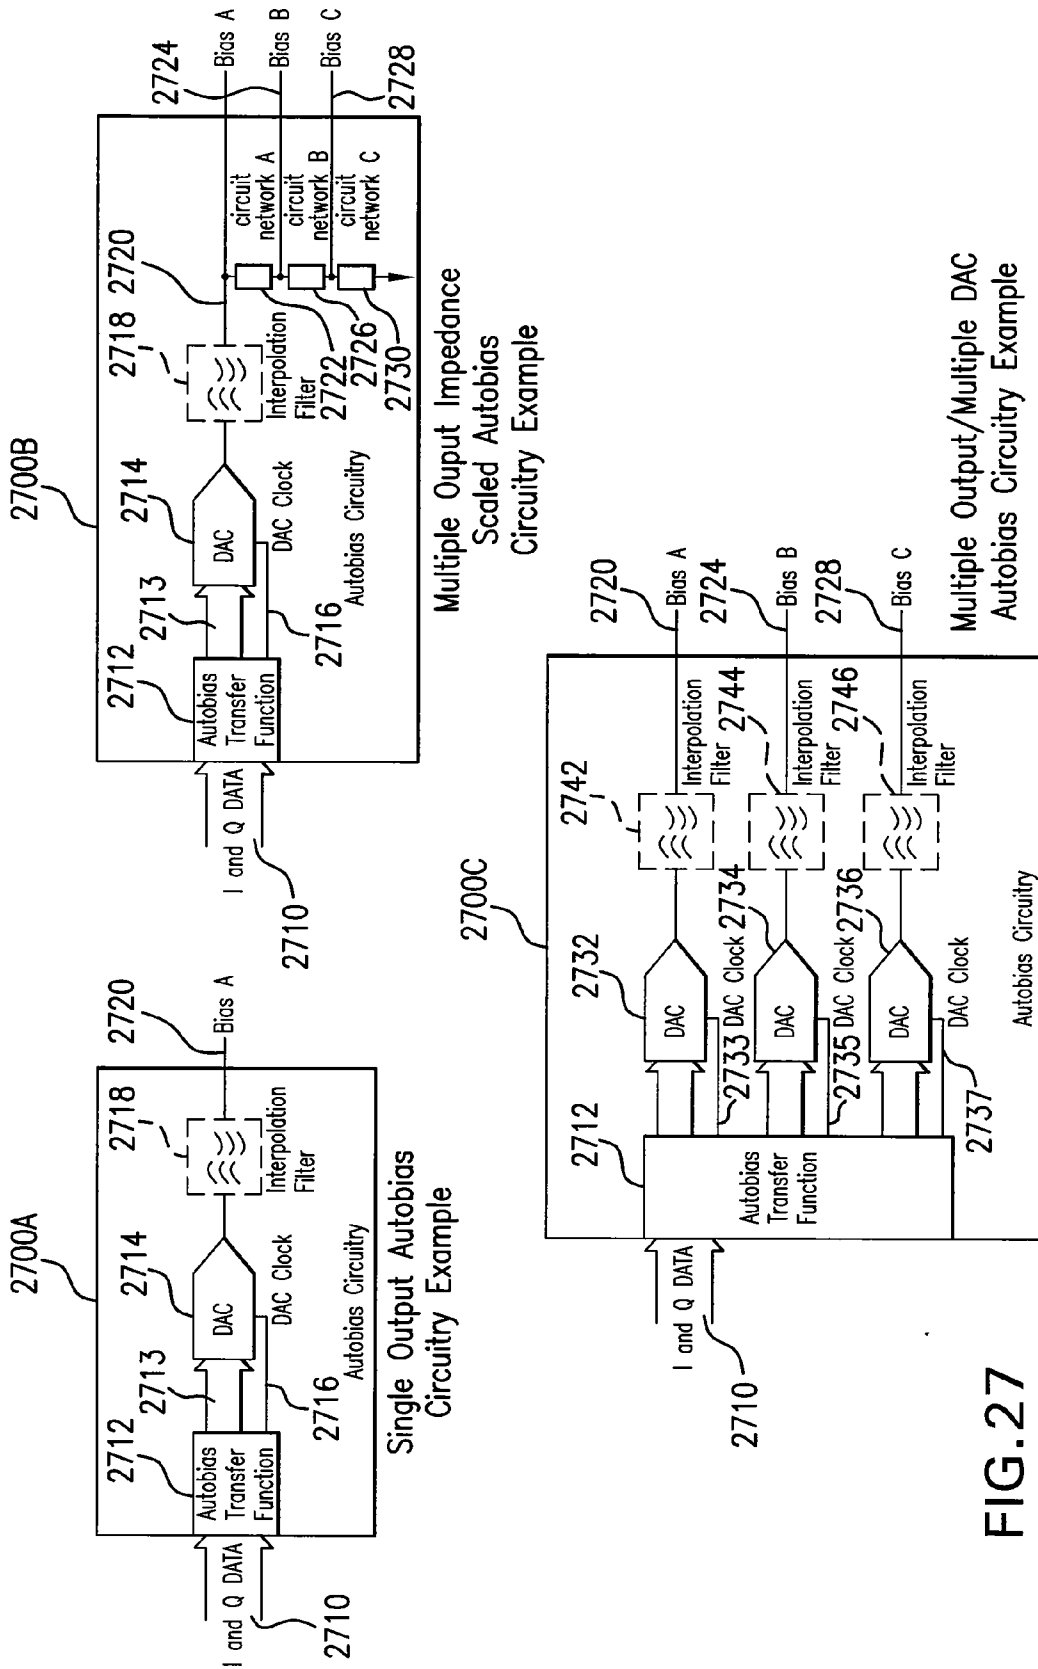 2700A
2712
2713
2714
2718
2720
I and Q DATA
2710
Autobias
Transfer
Function
DAC
DAC Clock
2716
Interpolation
Filter
Bias A
Autobias Circuitry
Single Output Autobias
Circuitry Example
2700B
2712
2713
2714
2718
2720
2724
I and Q DATA
2710
Autobias
Transfer
Function
DAC
DAC Clock
2716
Interpolation
Filter
2722
2726
2730
circuit
network A
circuit
network B
circuit
network C
Bias A
Bias B
Bias C
2728
Autobias Circuitry
Multiple Ouput Impedance
Scaled Autobias
Circuitry Example
2700C
2712
2732
2742
I and Q DATA
2710
Autobias
Transfer
Function
DAC
2733
DAC Clock
2734
Interpolation
Filter
2744
2720
Bias A
DAC
2735
DAC Clock
2736
Interpolation
Filter
2746
2724
Bias B
DAC
2737
DAC Clock
Interpolation
Filter
2728
Bias C
Autobias Circuitry
Multiple Output/Multiple DAC
Autobias Circuitry Example
FIG.27